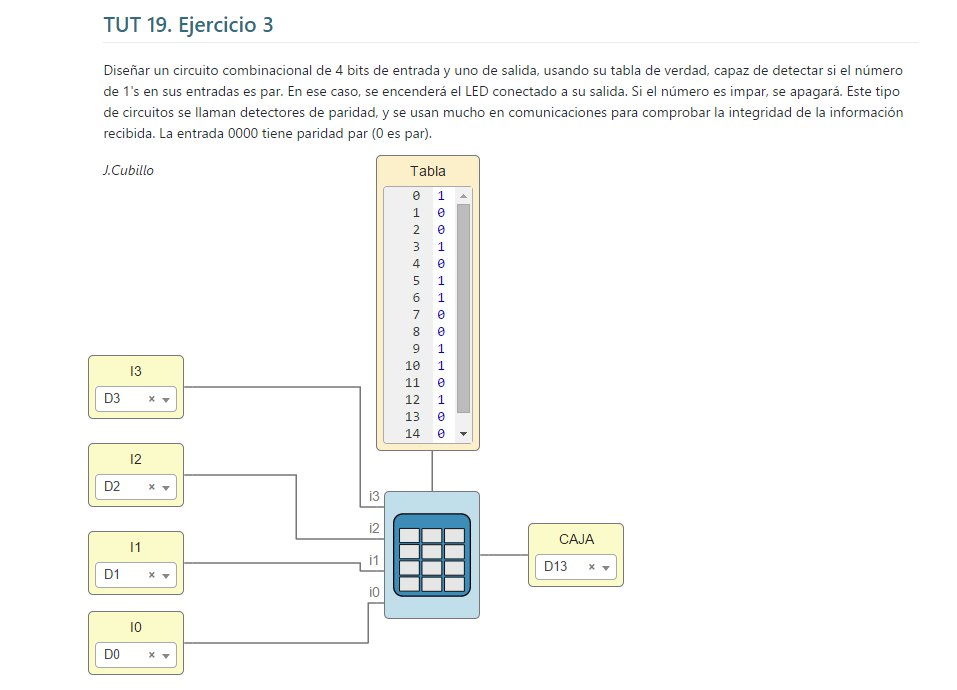 TUT 19. Ejercicio 3
Diseñar un circuito combinacional de 4 bits de entrada y uno de salida, usando su tabla de verdad, capaz de detectar si el número
de 1's en sus entradas es par. En ese caso, se encenderá el LED conectado a su salida. Si el número es impar, se apagará. Este tipo
de circuitos se llaman detectores de paridad, y se usan mucho en comunicaciones para comprobar la integridad de la información
recibida. La entrada 0000 tiene paridad par (0 es par).
J.Cubillo
Tabla
0 1
1 0
2 0
3 1
4 0
5 1
6 1
7 0
8 0
9 1
10 1
11 0
12 1
13 0
14 0
I3
D3 ×
I2
D2 ×
I1
D1 ×
I0
D0 ×
i3
i2
i1
i0
CAJA
D13 ×